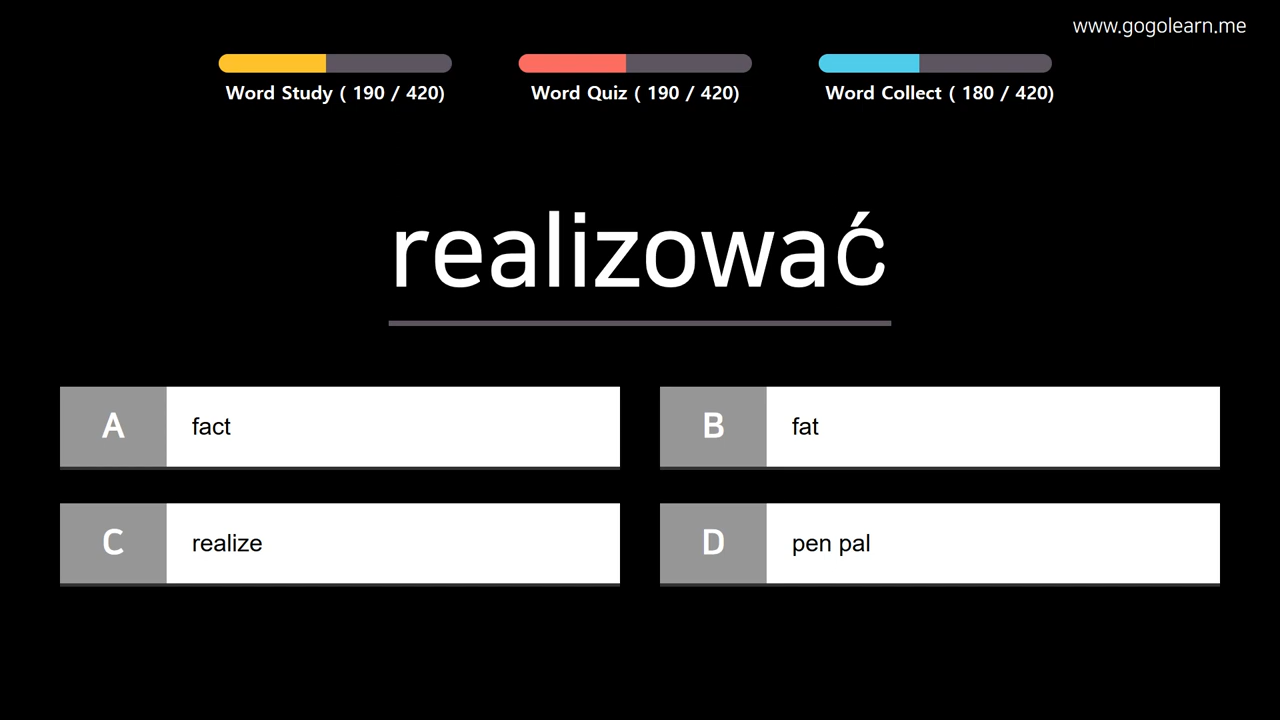 www.gogolearn.me
Word Study ( 190 / 420)
Word Quiz ( 190 / 420)
Word Collect ( 180 / 420)
realizować
A
fact
B
fat
C
realize
D
pen pal